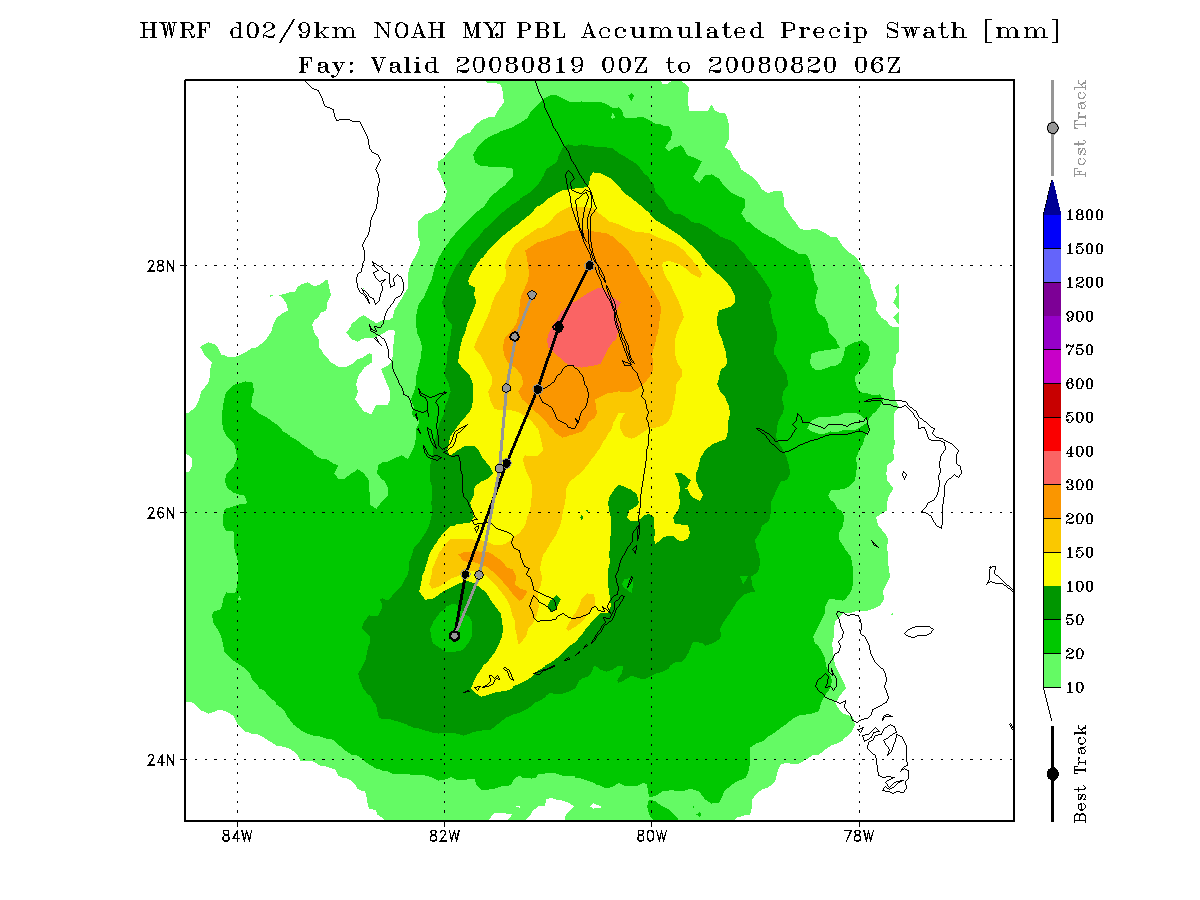 HWRF d02/9km NOAH MYJ PBL Accumulated Precip Swath [mm]
Fay: Valid 20080819 00Z to 20080820 06Z
Fcst Track
1800
1500
1200
900
750
600
500
400
300
200
150
100
50
20
10
Best Track
28N
26N
24N
84W 82W 80W 78W